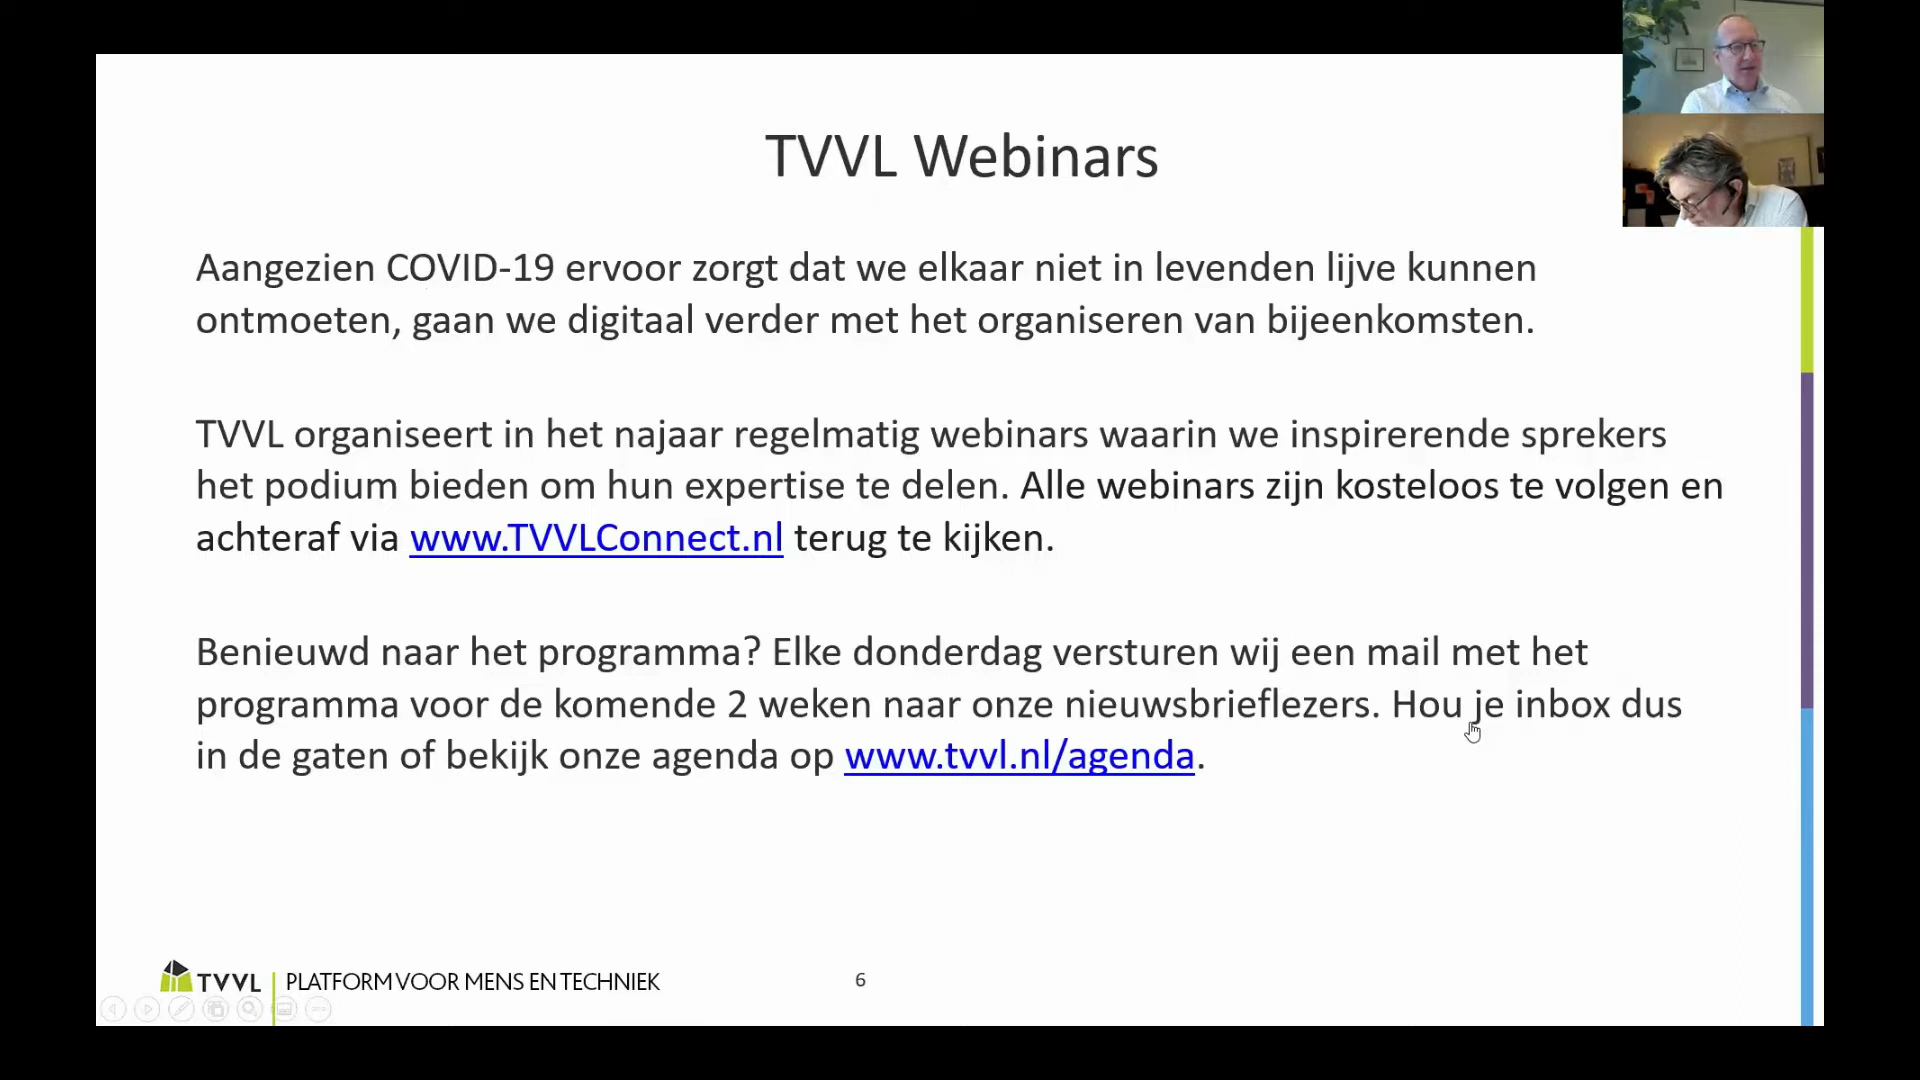 TVVL Webinars
Aangezien COVID-19 ervoor zorgt dat we elkaar niet in levenden lijve kunnen
ontmoeten, gaan we digitaal verder met het organiseren van bijeenkomsten.
TVVL organiseert in het najaar regelmatig webinars waarin we inspirerende sprekers
het podium bieden om hun expertise te delen. Alle webinars zijn kosteloos te volgen en
achteraf via www.TVVLConnect.nl terug te kijken.
Benieuwd naar het programma? Elke donderdag versturen wij een mail met het
programma voor de komende 2 weken naar onze nieuwsbrieflezers. Hou je inbox dus
in de gaten of bekijk onze agenda op www.tvvl.nl/agenda.
TVVL PLATFORM VOOR MENS EN TECHNIEK
6